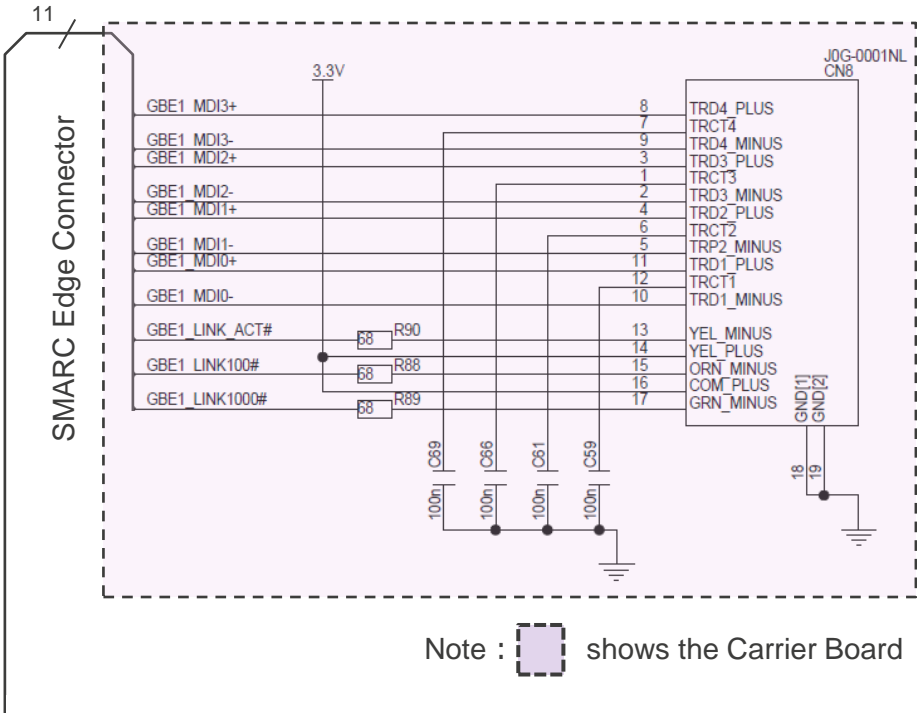 11
J0G-0001NL
CN8
3.3V
GBE1_MDI3+ 8 TRD4_PLUS
7 TRCT4
GBE1_MDI3- 9 TRD4_MINUS
GBE1_MDI2+ 3 TRD3_PLUS
1 TRCT3
GBE1_MDI2- 2 TRD3_MINUS
GBE1_MDI1+ 4 TRD2_PLUS
6 TRCT2
GBE1_MDI1- 5 TRP2_MINUS
GBE1_MDI0+ 11 TRD1_PLUS
12 TRCT1
GBE1_MDI0- 10 TRD1_MINUS
GBE1_LINK_ACT# 68 R90 13 YEL_MINUS
14 YEL_PLUS
GBE1_LINK100# 68 R88 15 ORN_MINUS
16 COM_PLUS
GBE1_LINK1000# 68 R89 17 GRN_MINUS
GND[1]
GND[2]
18
19
SMARC Edge Connector
C69 100n
C66 100n
C61 100n
C59 100n
Note : shows the Carrier Board